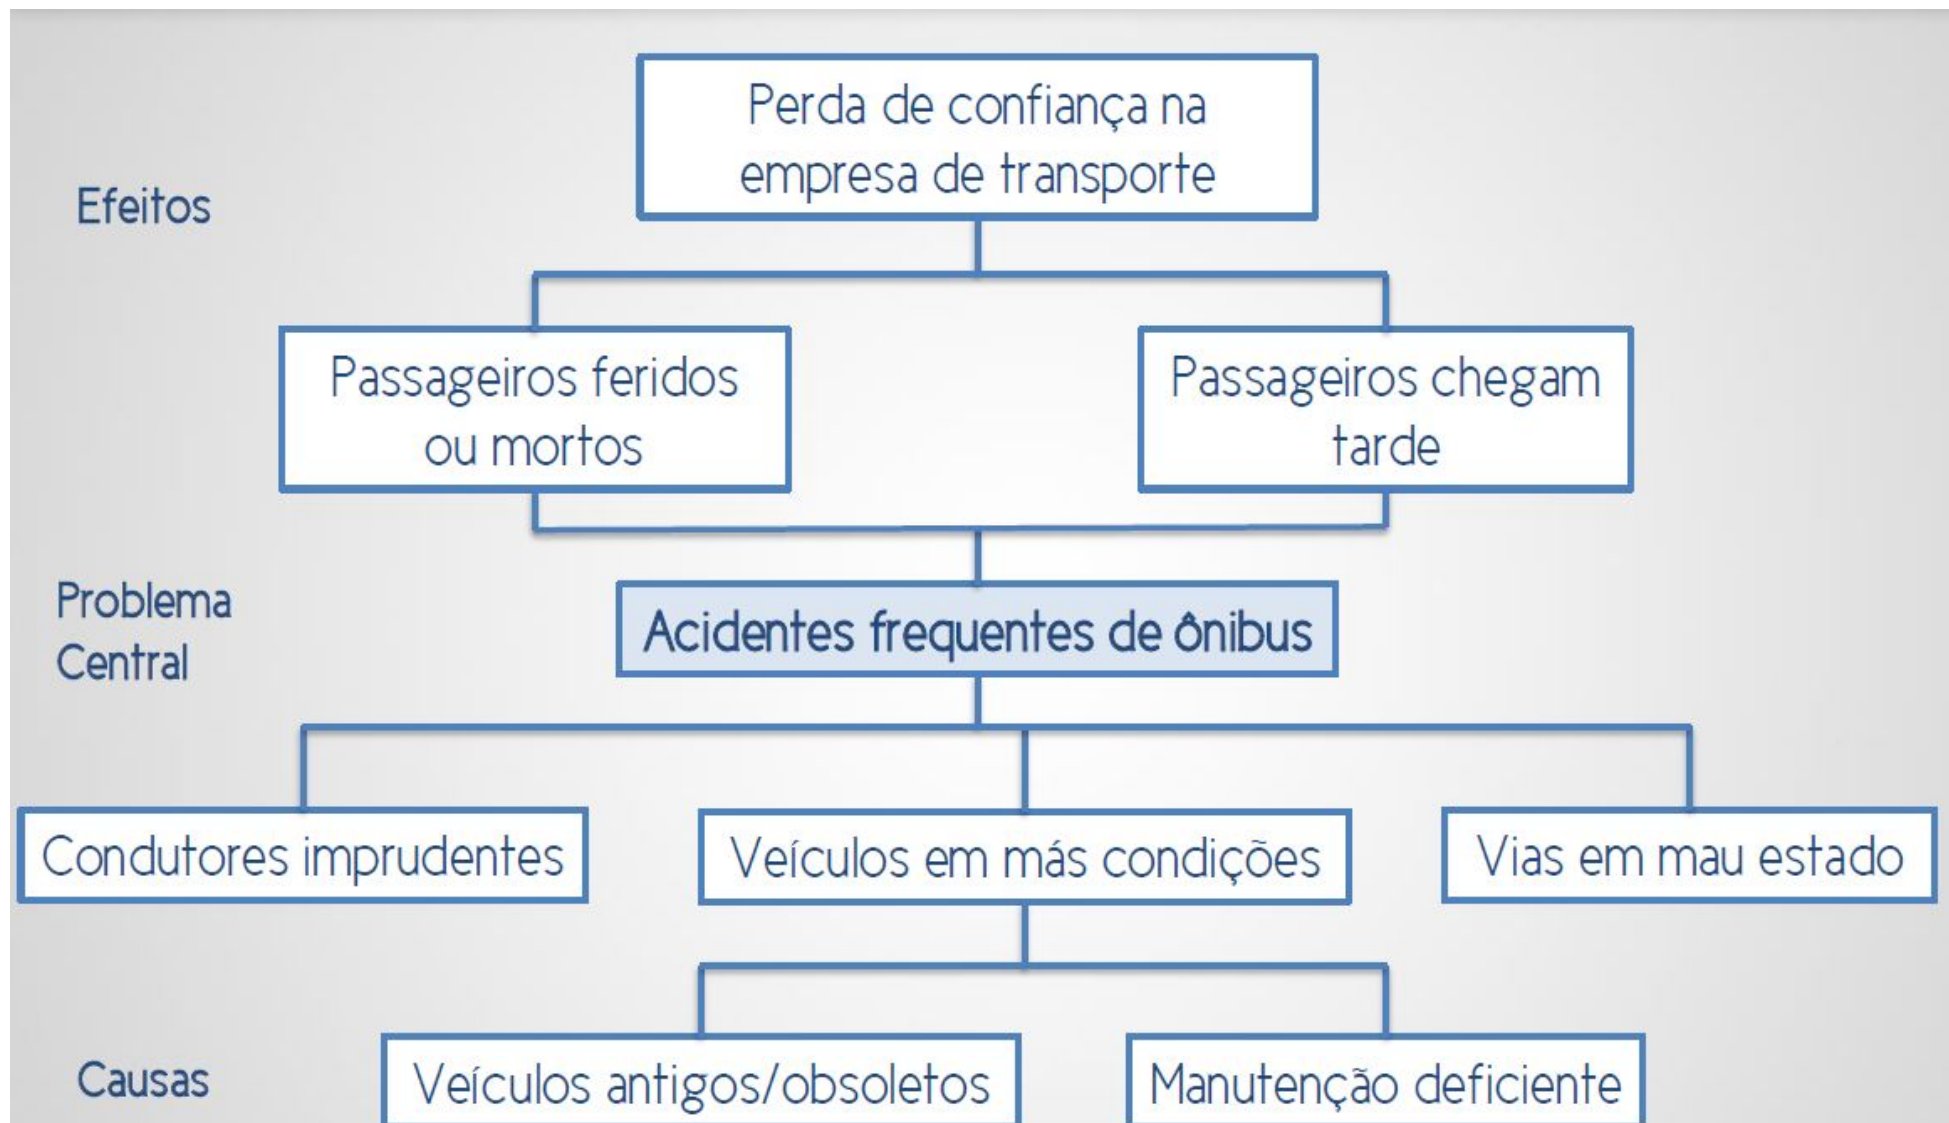 Perda de confiança na
empresa de transporte
Efeitos
Passageiros feridos
ou mortos
Passageiros chegam
tarde
Problema
Central
Acidentes frequentes de ônibus
Condutores imprudentes
Veículos em más condições
Vias em mau estado
Causas
Veículos antigos/obsoletos
Manutenção deficiente